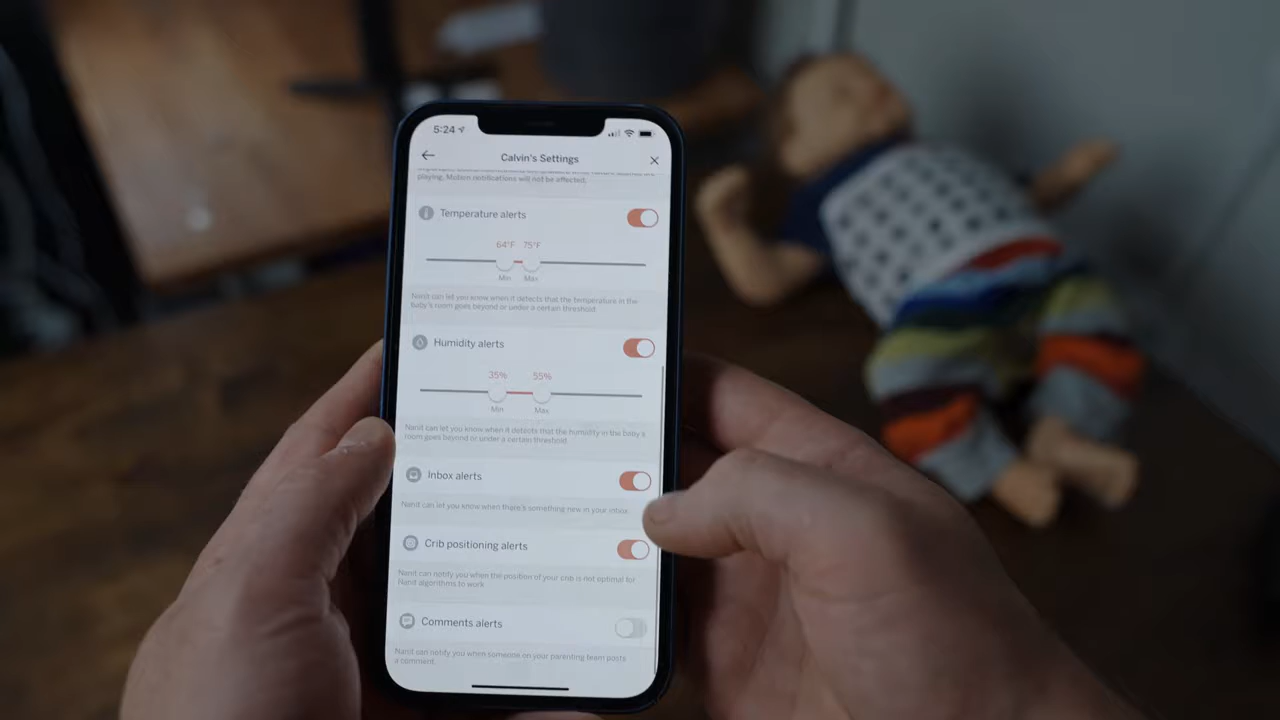 5:24
Calvin's Settings
playing. Motion notifications will not be affected.
Temperature alerts
64°F 75°F
Min Max
Nanit can let you know when it detects that the temperature in the
baby's room goes beyond or under a certain threshold.
Humidity alerts
35% 55%
Min Max
Nanit can let you know when it detects that the humidity in the baby's
room goes beyond or under a certain threshold.
Inbox alerts
Nanit can let you know when there's something new in your inbox.
Crib positioning alerts
Nanit can notify you when the position of your crib is not optimal for
Nanit algorithms to work
Comments alerts
Nanit can notify you when someone on your parenting team posts
a comment.